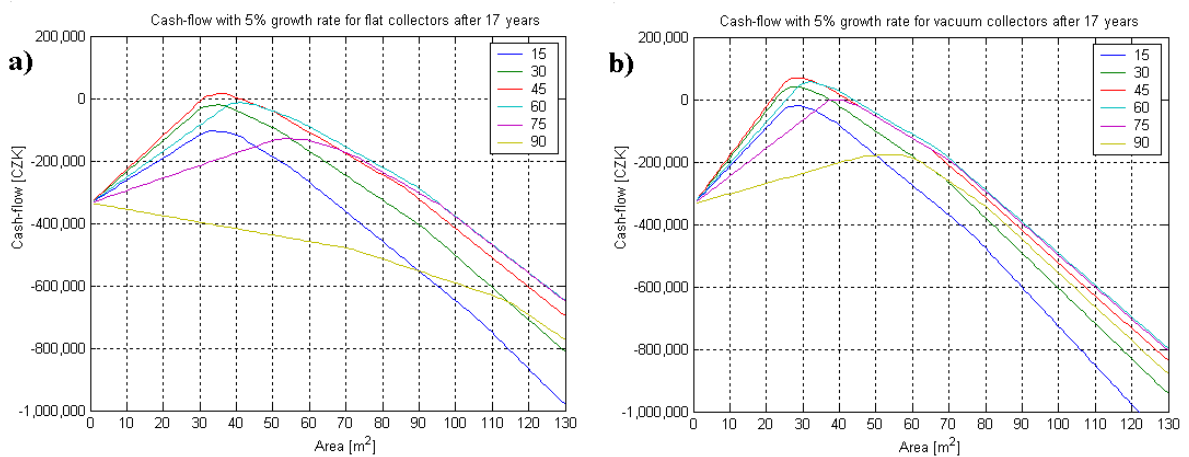 Cash-flow with 5% growth rate for flat collectors after 17 years
a)
200,000
0
-200,000
-400,000
-600,000
-800,000
-1,000,000
Cash-flow [CZK]
15
30
45
60
75
90
0 10 20 30 40 50 60 70 80 90 100 110 120 130
Area [m²]
Cash-flow with 5% growth rate for vacuum collectors after 17 years
b)
200,000
0
-200,000
-400,000
-600,000
-800,000
-1,000,000
Cash-flow [CZK]
15
30
45
60
75
90
0 10 20 30 40 50 60 70 80 90 100 110 120 130
Area [m²]